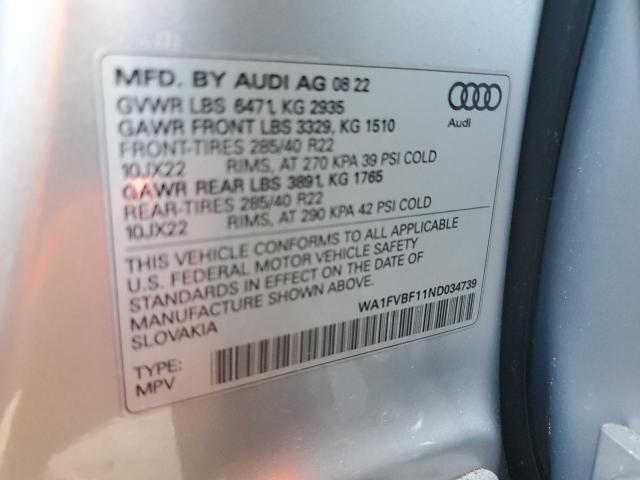 MFD. BY AUDI AG 08 22
GVWR LBS 6471, KG 2935
GAWR FRONT LBS 3329, KG 1510
FRONT-TIRES 285/40 R22
10JX22 RIMS, AT 270 KPA 39 PSI COLD
GAWR REAR LBS 3891, KG 1765
REAR-TIRES 285/40 R22
10JX22 RIMS, AT 290 KPA 42 PSI COLD
Audi
THIS VEHICLE CONFORMS TO ALL APPLICABLE
U.S. FEDERAL MOTOR VEHICLE SAFETY
STANDARDS IN EFFECT ON THE DATE OF
MANUFACTURE SHOWN ABOVE.
SLOVAKIA
WA1FVBF11ND034739
TYPE:
MPV